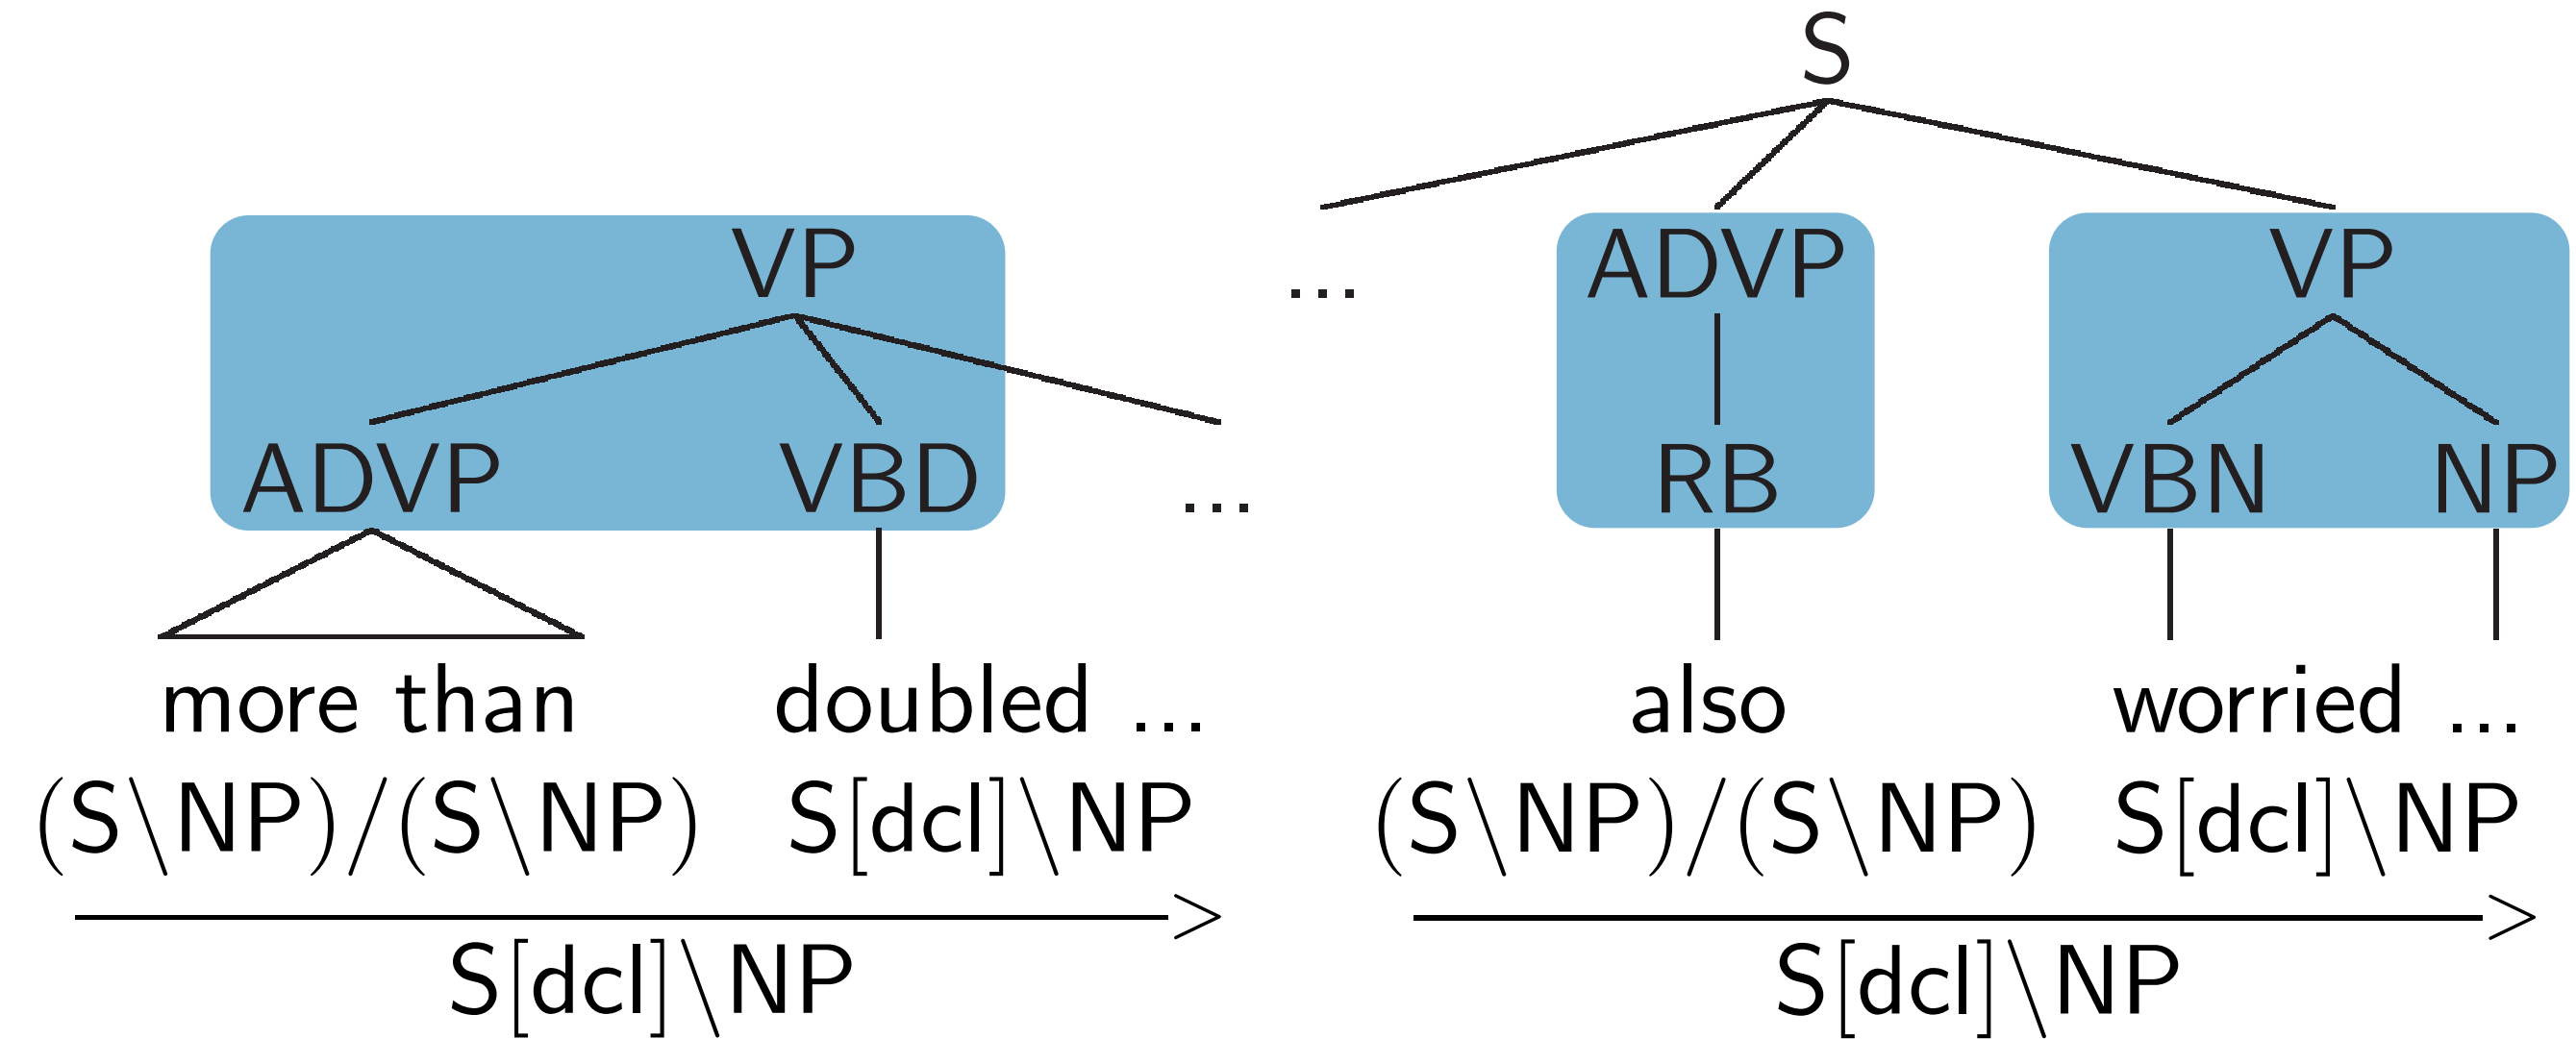 S
VP ... ADVP VP
ADVP VBD ... RB VBN NP
more than doubled ... also worried ...
(S\NP)/(S\NP) S[dcl]\NP (S\NP)/(S\NP) S[dcl]\NP
> >
S[dcl]\NP S[dcl]\NP